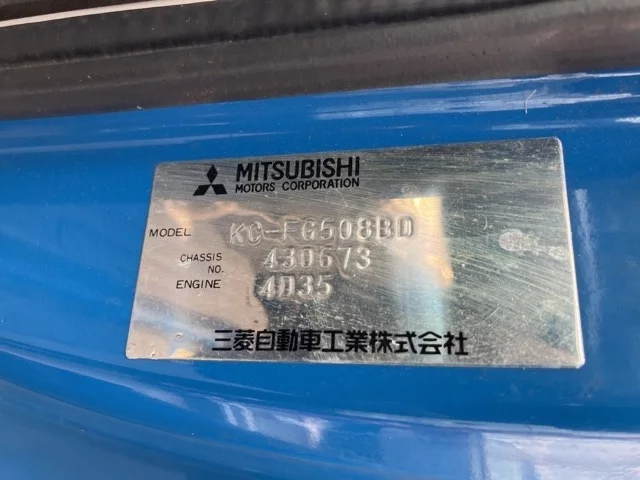 MITSUBISHI
MOTORS CORPORATION
MODEL KC-FG508BD
CHASSIS NO. 430673
ENGINE 4D35
三菱自動車工業株式会社